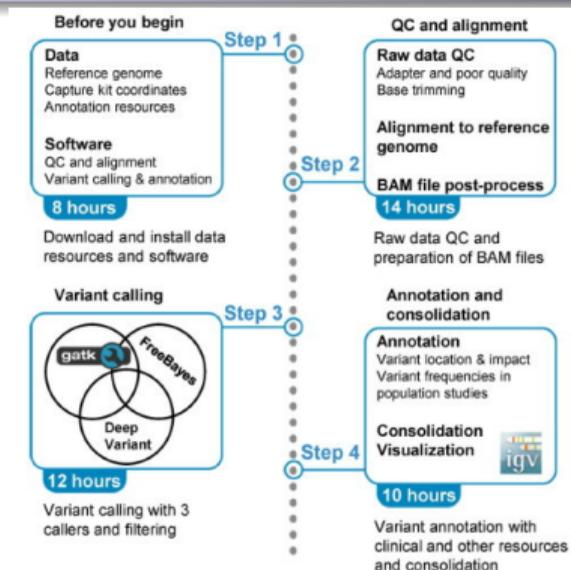 Before you begin
Step 1
Data
Reference genome
Capture kit coordinates
Annotation resources
Software
QC and alignment
Variant calling & annotation
8 hours
Download and install data
resources and software
QC and alignment
Step 2
Raw data QC
Adapter and poor quality
Base trimming
Alignment to reference
genome
BAM file post-process
14 hours
Raw data QC and
preparation of BAM files
Variant calling
Step 3
gatk
FreeBayes
Deep
Variant
12 hours
Variant calling with 3
callers and filtering
Annotation and
consolidation
Step 4
Annotation
Variant location & impact
Variant frequencies in
population studies
Consolidation
Visualization
igv
10 hours
Variant annotation with
clinical and other resources
and consolidation